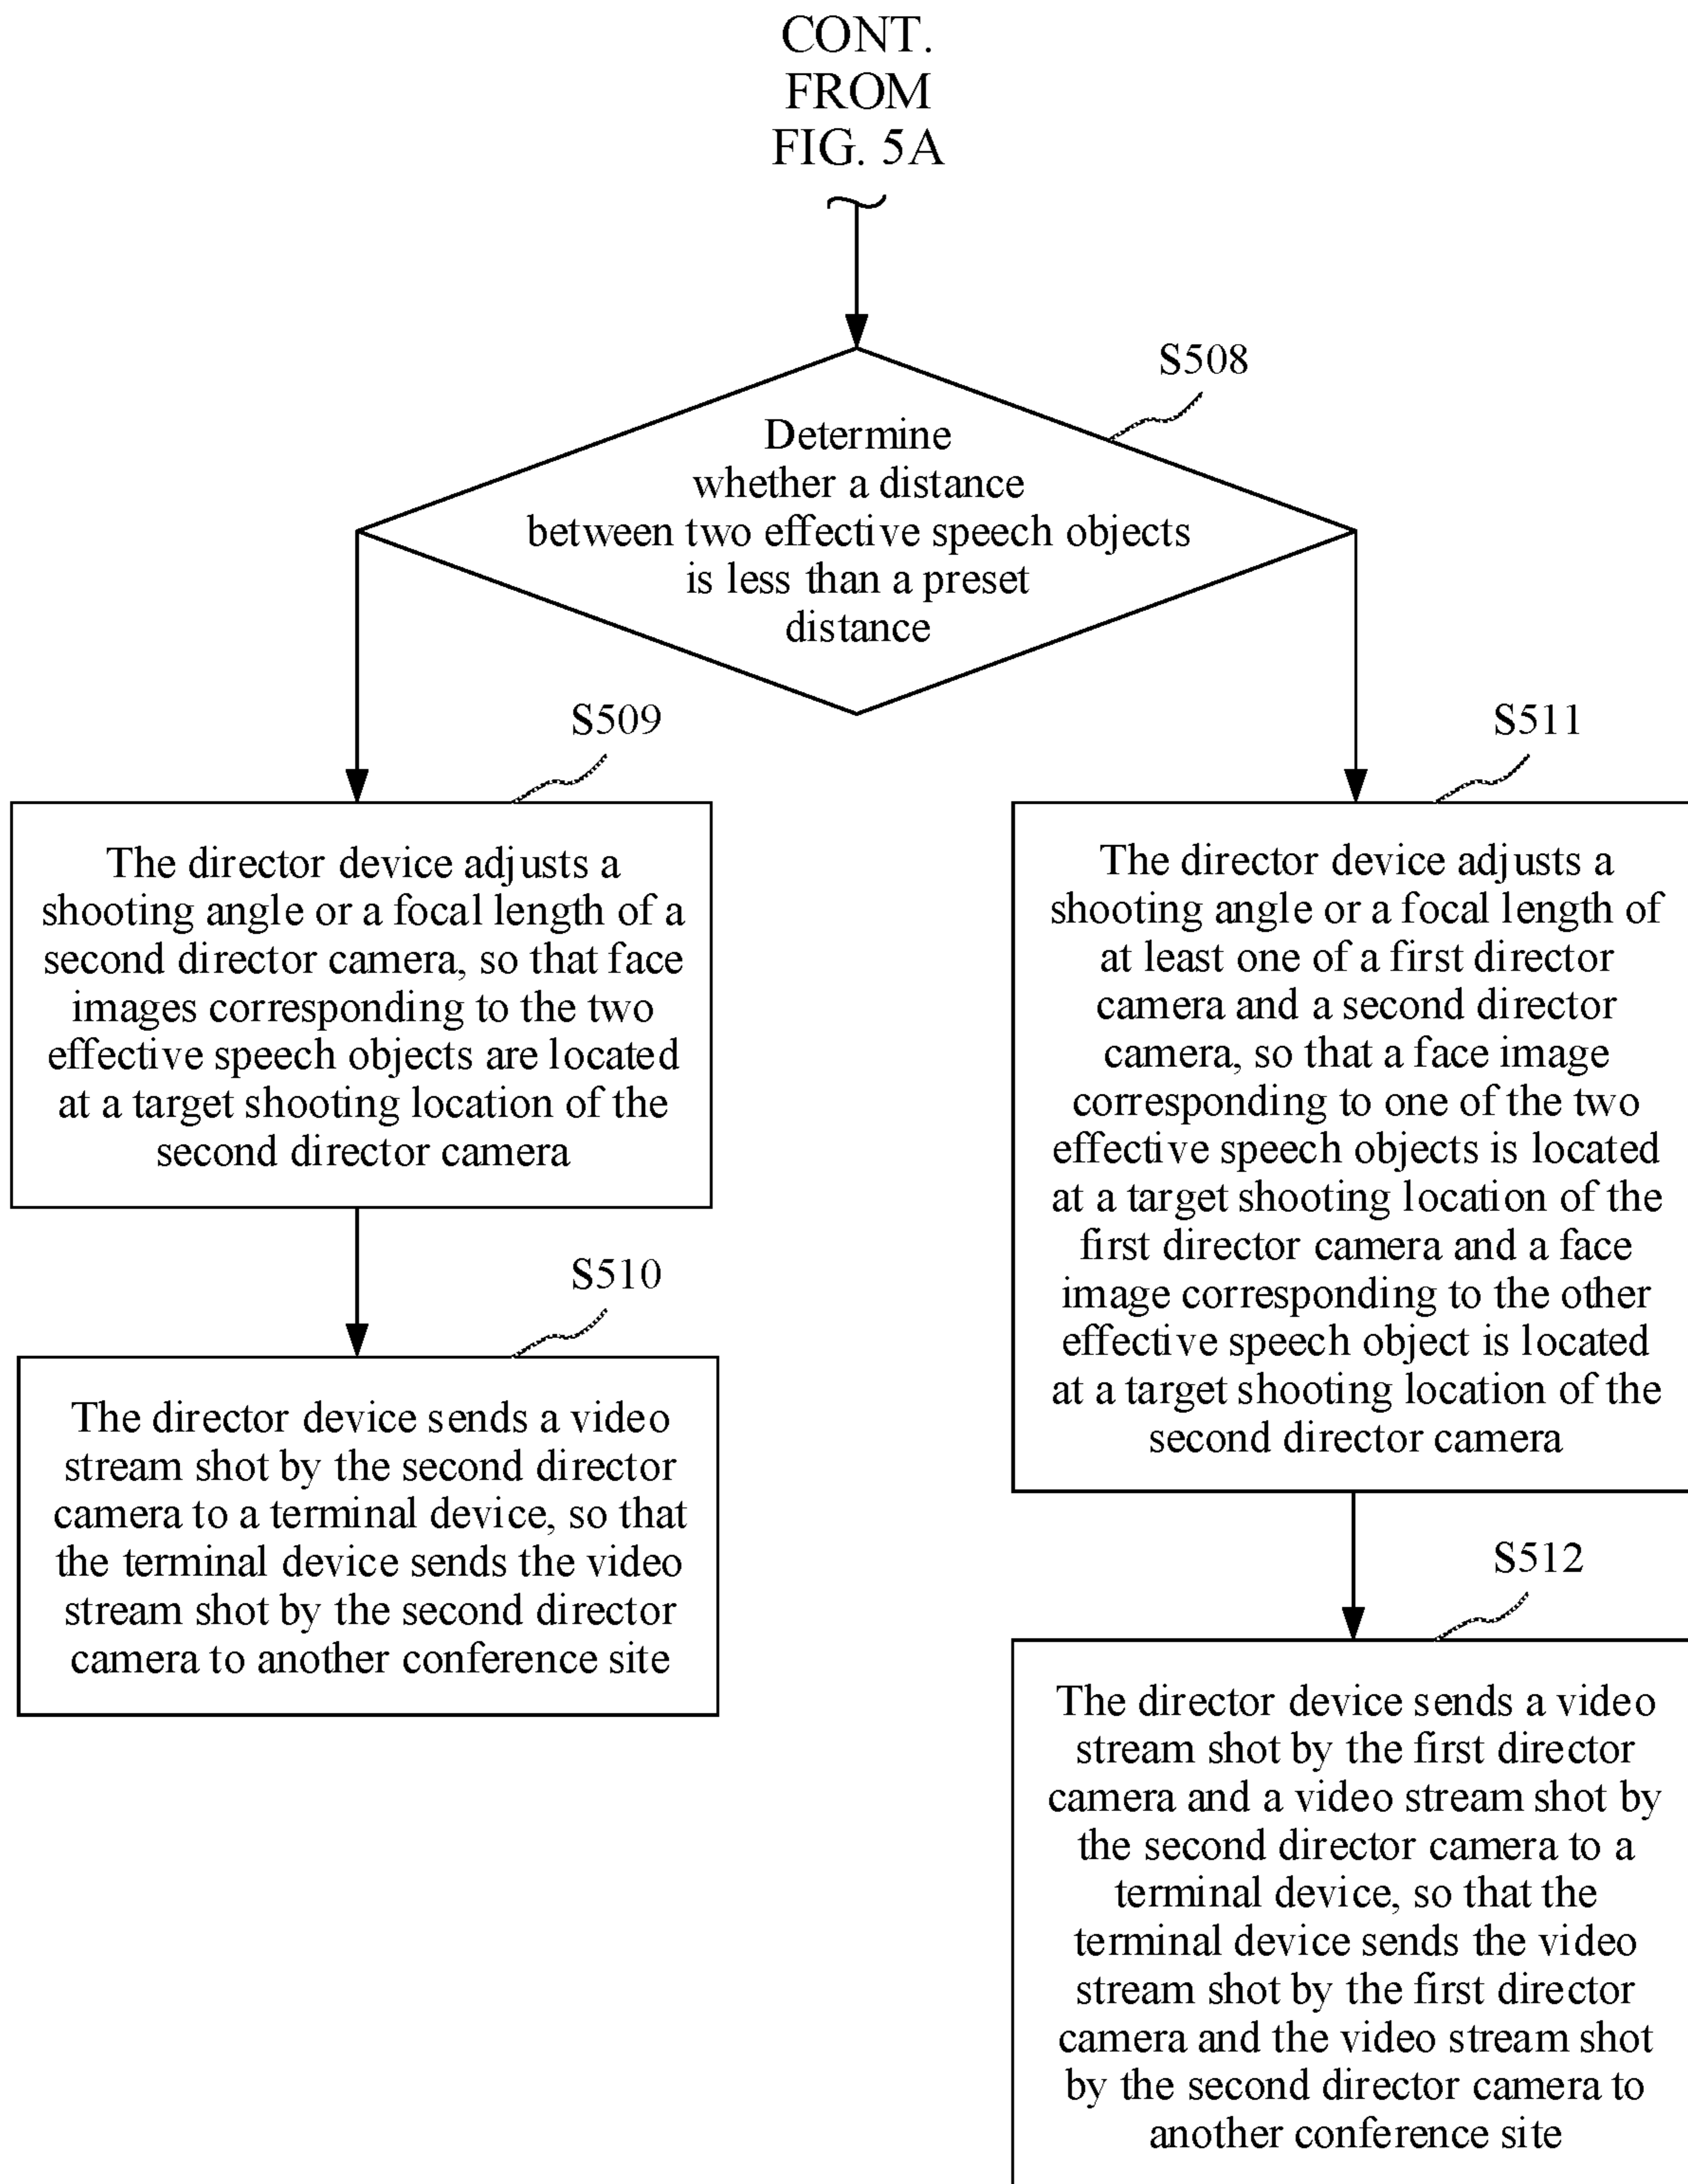 CONT.
FROM
FIG. 5A
S508
Determine
whether a distance
between two effective speech objects
is less than a preset
distance
S509
The director device adjusts a
shooting angle or a focal length of a
second director camera, so that face
images corresponding to the two
effective speech objects are located
at a target shooting location of the
second director camera
S510
The director device sends a video
stream shot by the second director
camera to a terminal device, so that
the terminal device sends the video
stream shot by the second director
camera to another conference site
S511
The director device adjusts a
shooting angle or a focal length of
at least one of a first director
camera and a second director
camera, so that a face image
corresponding to one of the two
effective speech objects is located
at a target shooting location of the
first director camera and a face
image corresponding to the other
effective speech object is located
at a target shooting location of the
second director camera
S512
The director device sends a video
stream shot by the first director
camera and a video stream shot by
the second director camera to a
terminal device, so that the
terminal device sends the video
stream shot by the first director
camera and the video stream shot
by the second director camera to
another conference site